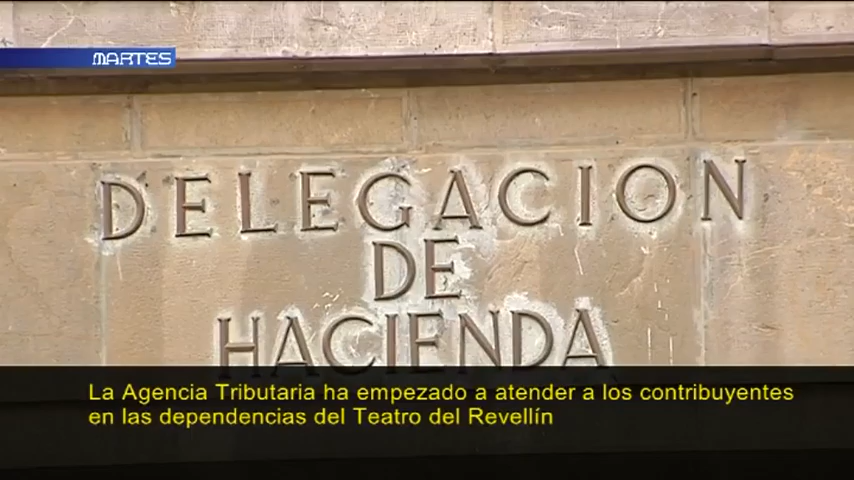 MARTES
DELEGACION
DE
HACIENDA
La Agencia Tributaria ha empezado a atender a los contribuyentes
en las dependencias del Teatro del Revellín